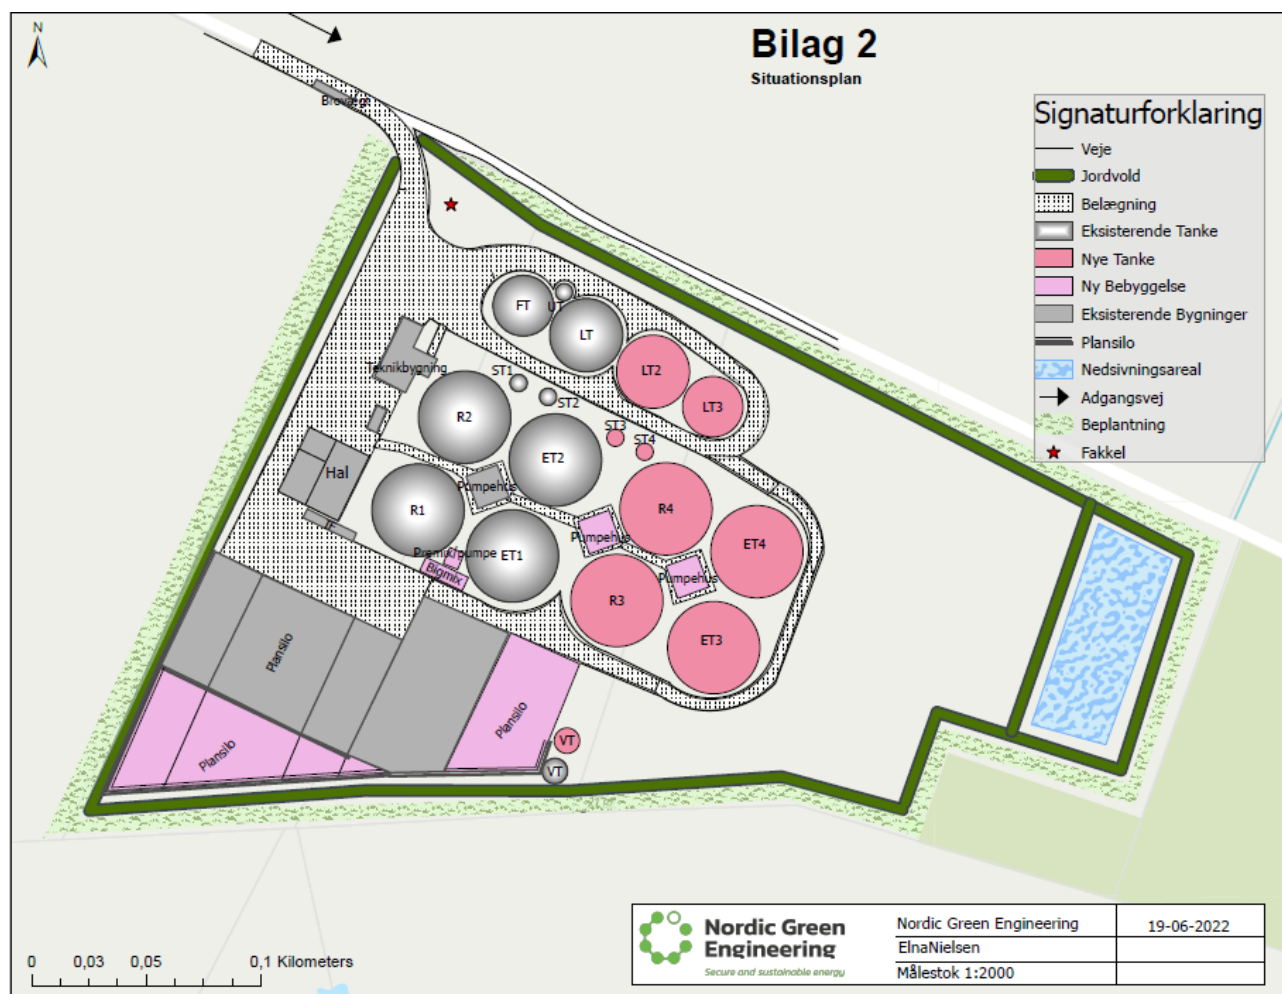 N
Bilag 2
Situationsplan
Brovægt
Signaturforklaring
Veje
Jordvold
Belægning
Eksisterende Tanke
Nye Tanke
Ny Bebyggelse
Eksisterende Bygninger
Plansilo
Nedsivningsareal
Adgangsvej
Beplantning
Fakkel
FT
UT
LT
LT2
LT3
Teknikbygning
ST1
ST2
ST3
ST4
R2
ET2
Hal
Pumpehus
R1
R4
ET4
Pumpehus
Premix/pumpe
ET1
Bigmix
Pumpehus
R3
ET3
Plansilo
Plansilo
Plansilo
VT
VT
Nordic Green
Engineering
Secure and sustainable energy
Nordic Green Engineering
19-06-2022
ElnaNielsen
Målestok 1:2000
0 0,03 0,05 0,1 Kilometers